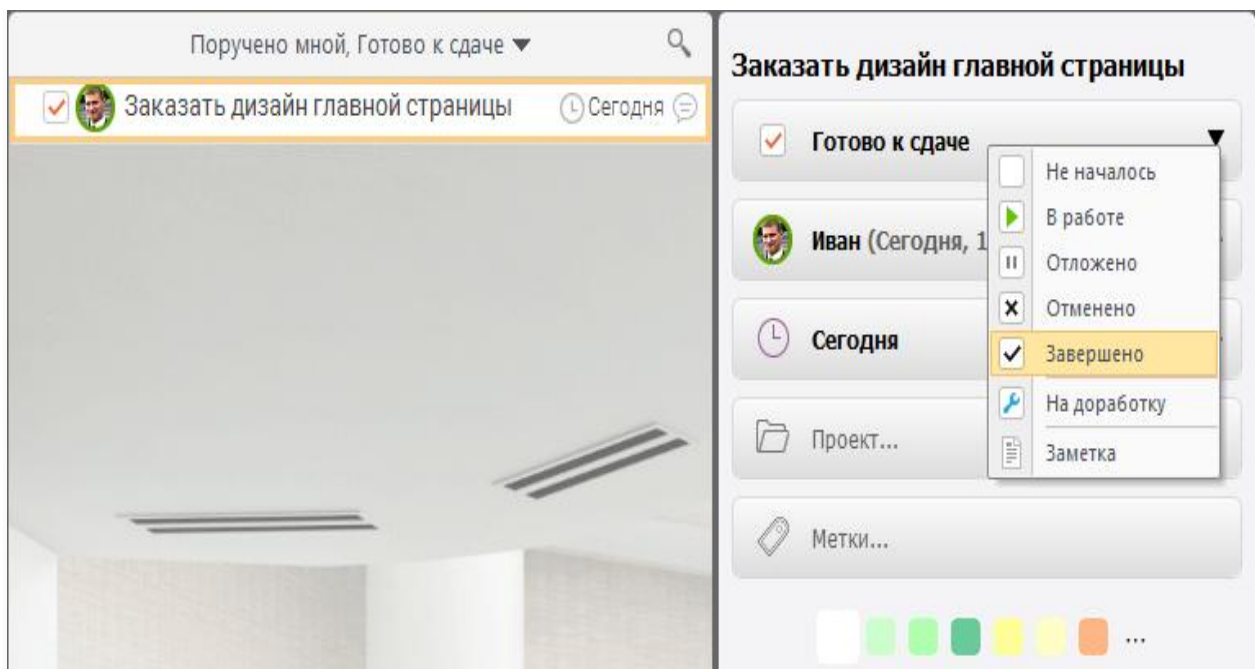 Поручено мной, Готово к сдаче
Заказать дизайн главной страницы
Сегодня
Заказать дизайн главной страницы
Готово к сдаче
Не началось
В работе
Иван (Сегодня, 1
Отложено
Отменено
Сегодня
Завершено
На доработку
Проект...
Заметка
Метки...
...